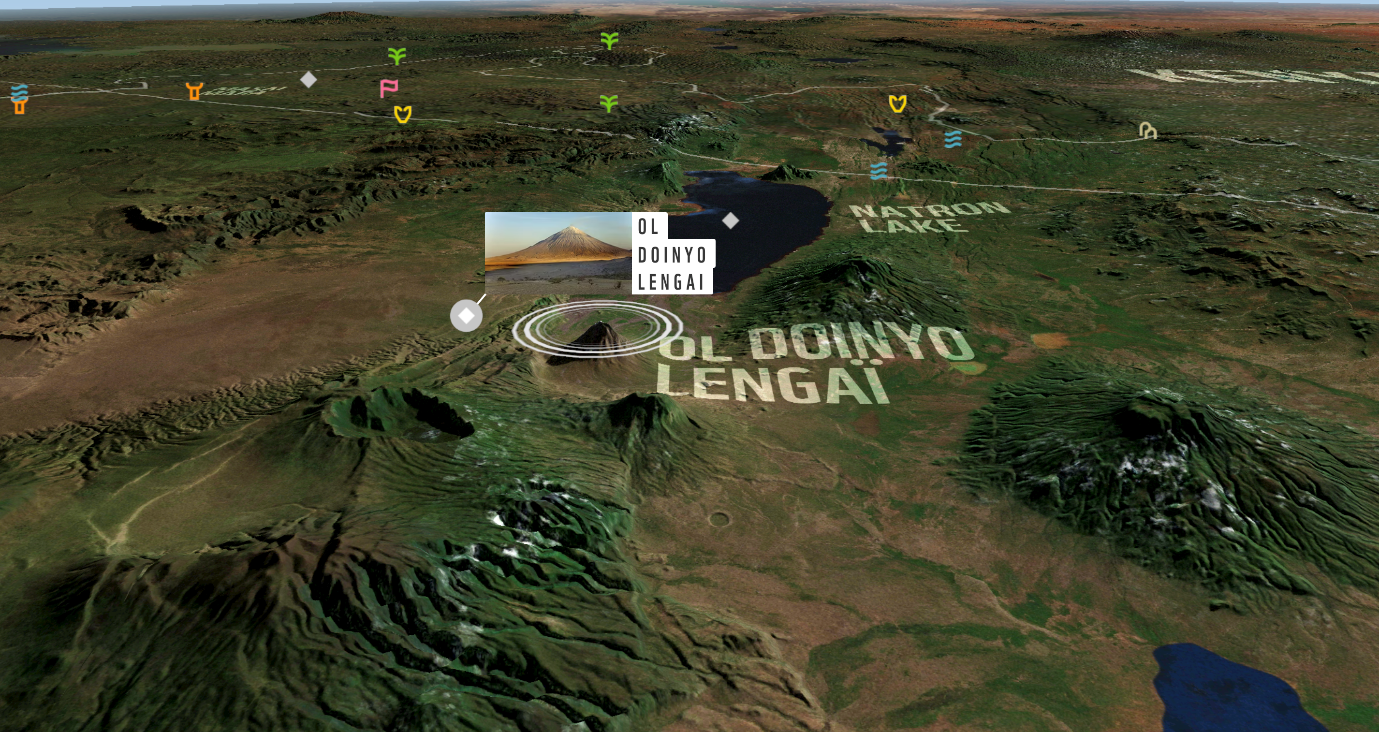 OL
DOINYO
LENGAI
NATRON
LAKE
OL DOINYO
LENGAÏ